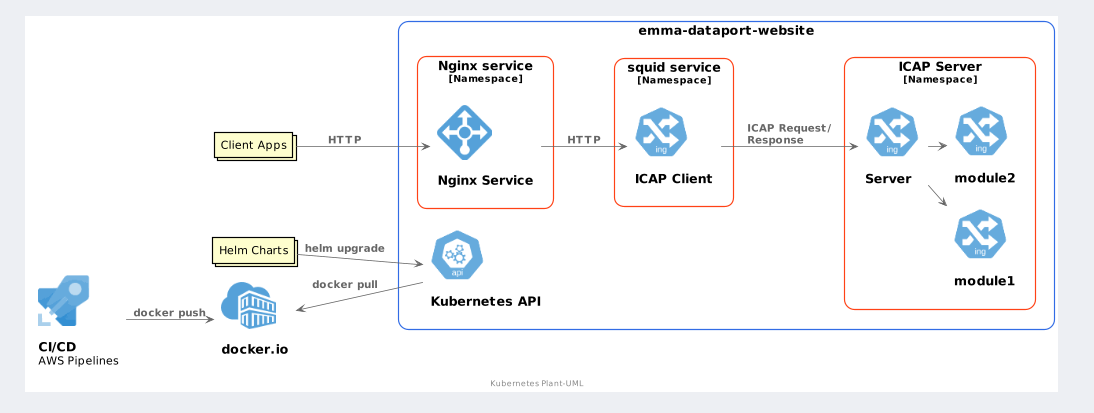 emma-dataport-website
Nginx service
[Namespace]
squid service
[Namespace]
ICAP Server
[Namespace]
Client Apps
HTTP
HTTP
ICAP Request/
Response
ing
ing
ing
Nginx Service
ICAP Client
Server
module2
ing
module1
Helm Charts
helm upgrade
api
Kubernetes API
docker pull
docker push
docker.io
CI/CD
AWS Pipelines
Kubernetes Plant-UML